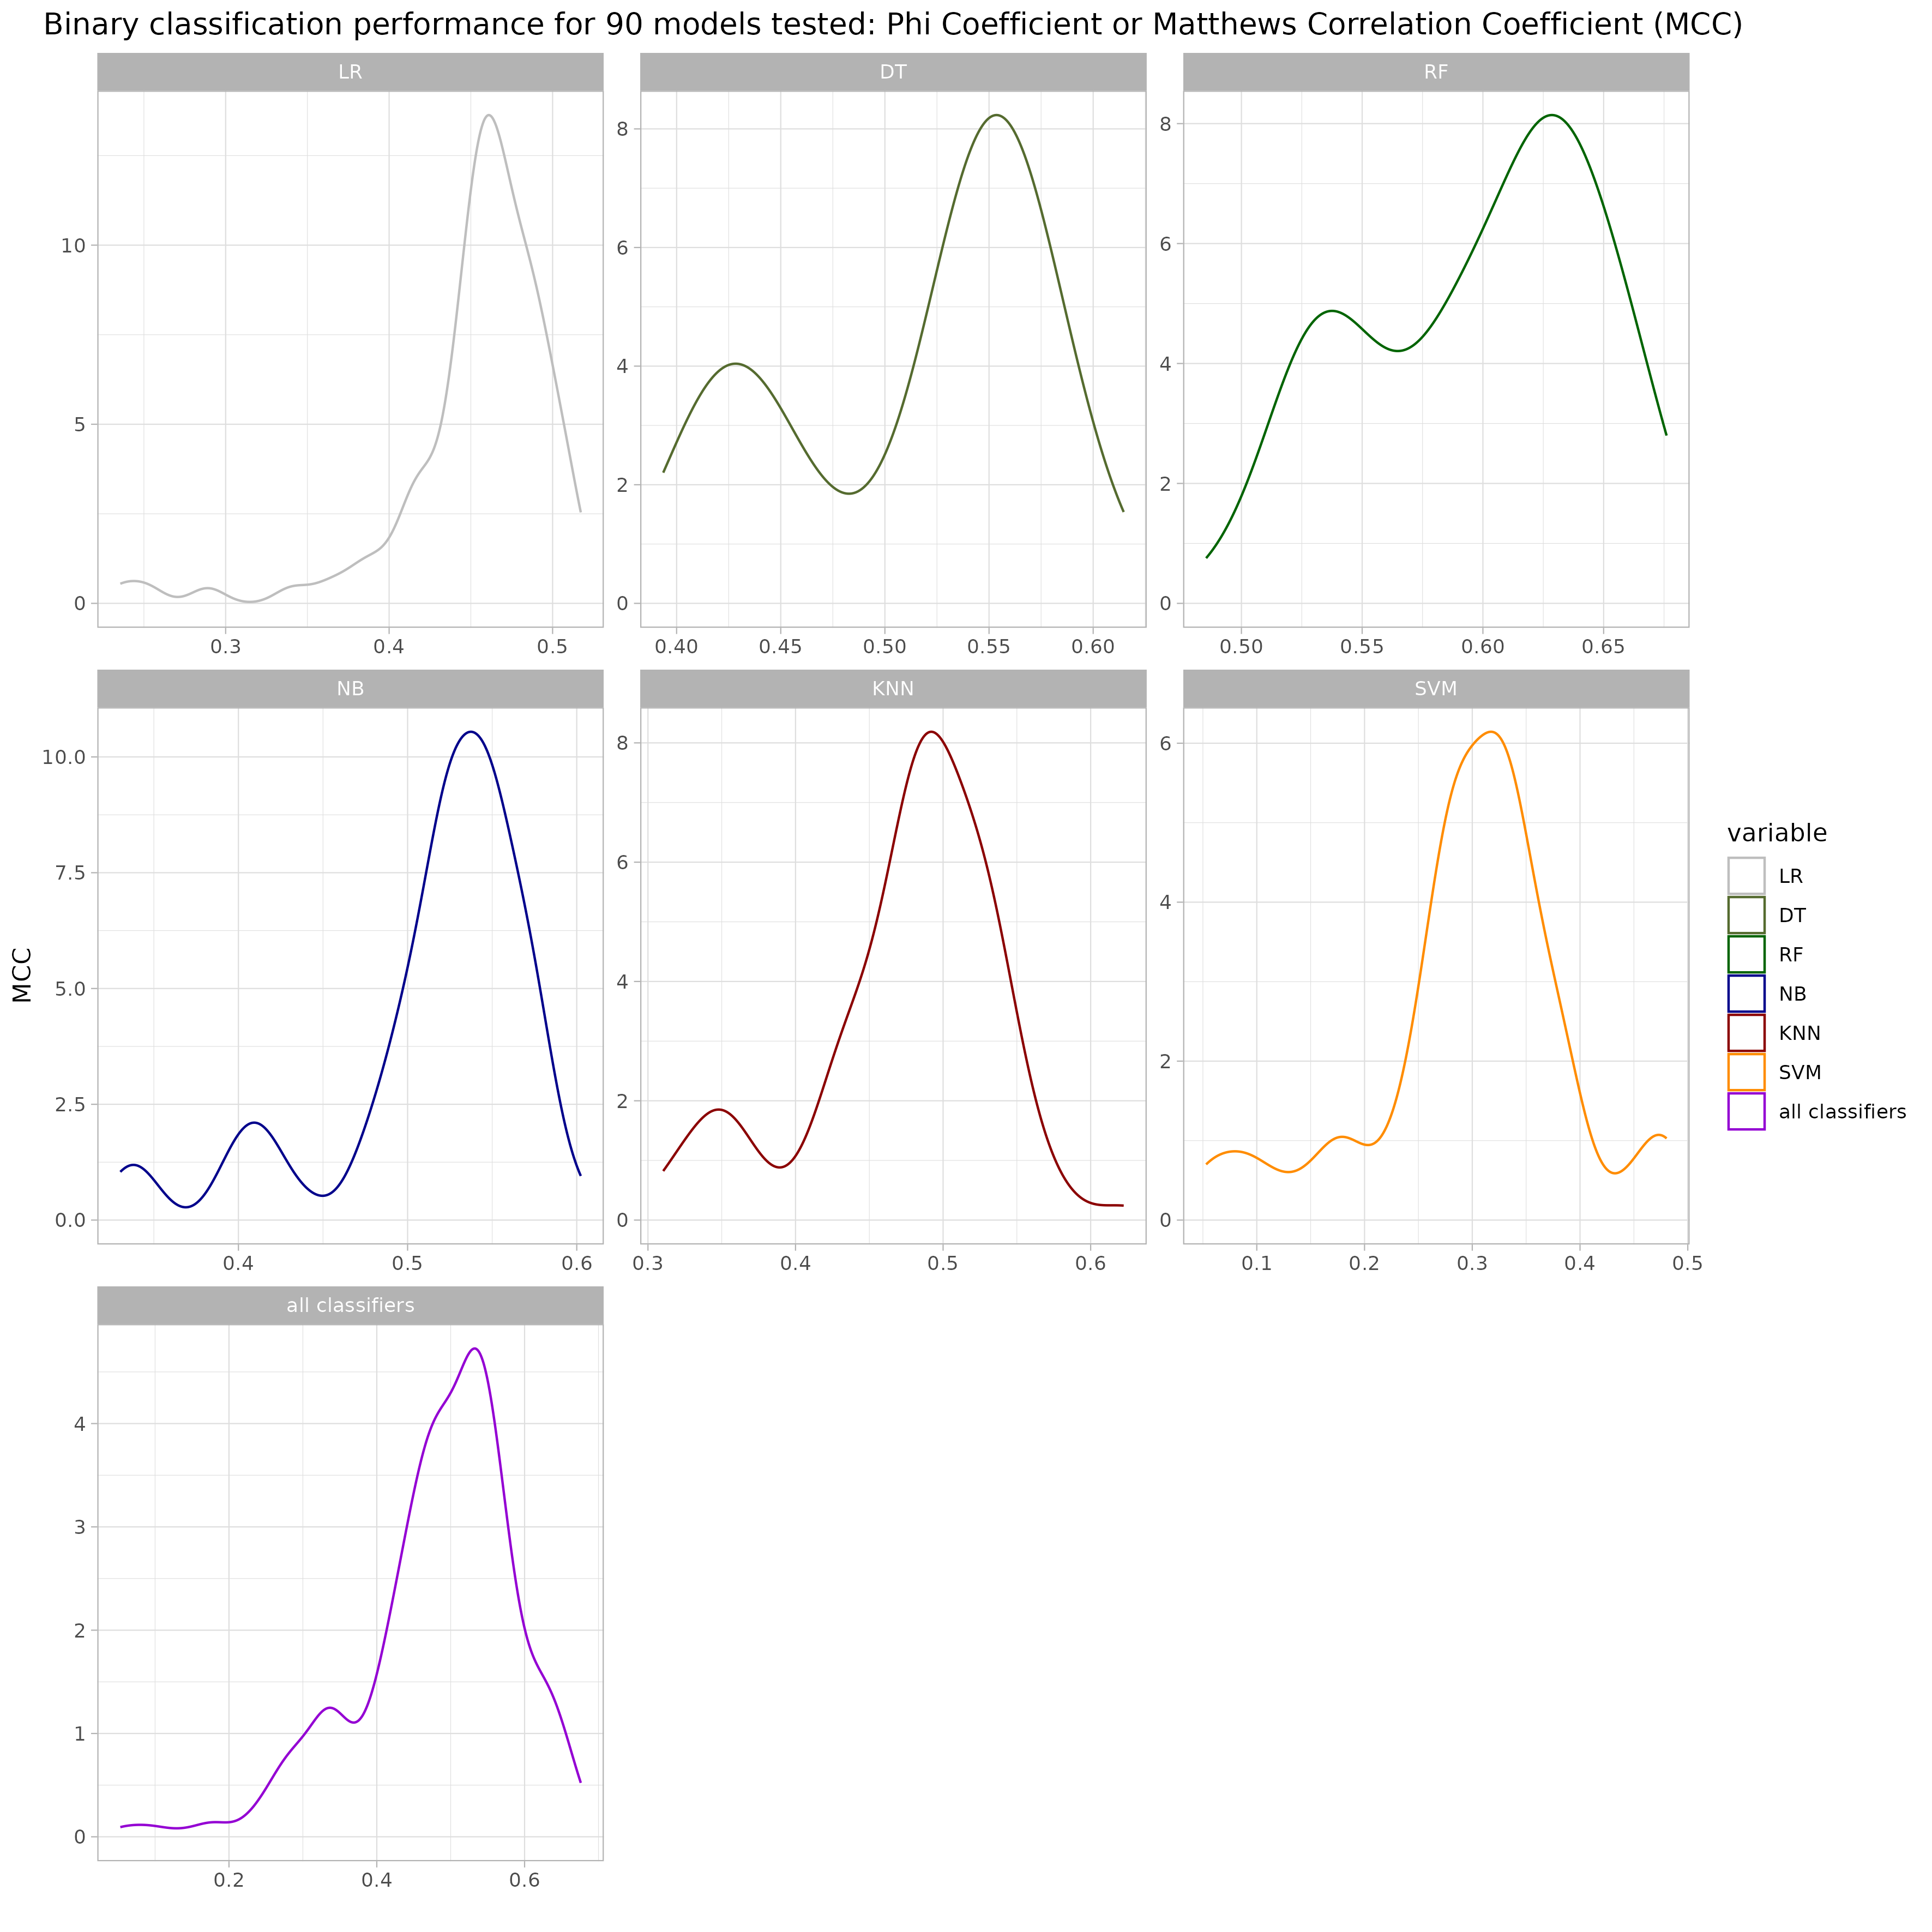 Binary classification performance for 90 models tested: Phi Coefficient or Matthews Correlation Coefficient (MCC)
LR
DT
RF
10
5
0
0.3 0.4 0.5
8
6
4
2
0
0.40 0.45 0.50 0.55 0.60
8
6
4
2
0
0.50 0.55 0.60 0.65
NB
KNN
SVM
10.0
7.5
5.0
2.5
0.0
0.4 0.5 0.6
8
6
4
2
0
0.3 0.4 0.5 0.6
6
4
2
0
0.1 0.2 0.3 0.4 0.5
all classifiers
4
3
2
1
0
0.2 0.4 0.6
MCC
variable
LR
DT
RF
NB
KNN
SVM
all classifiers